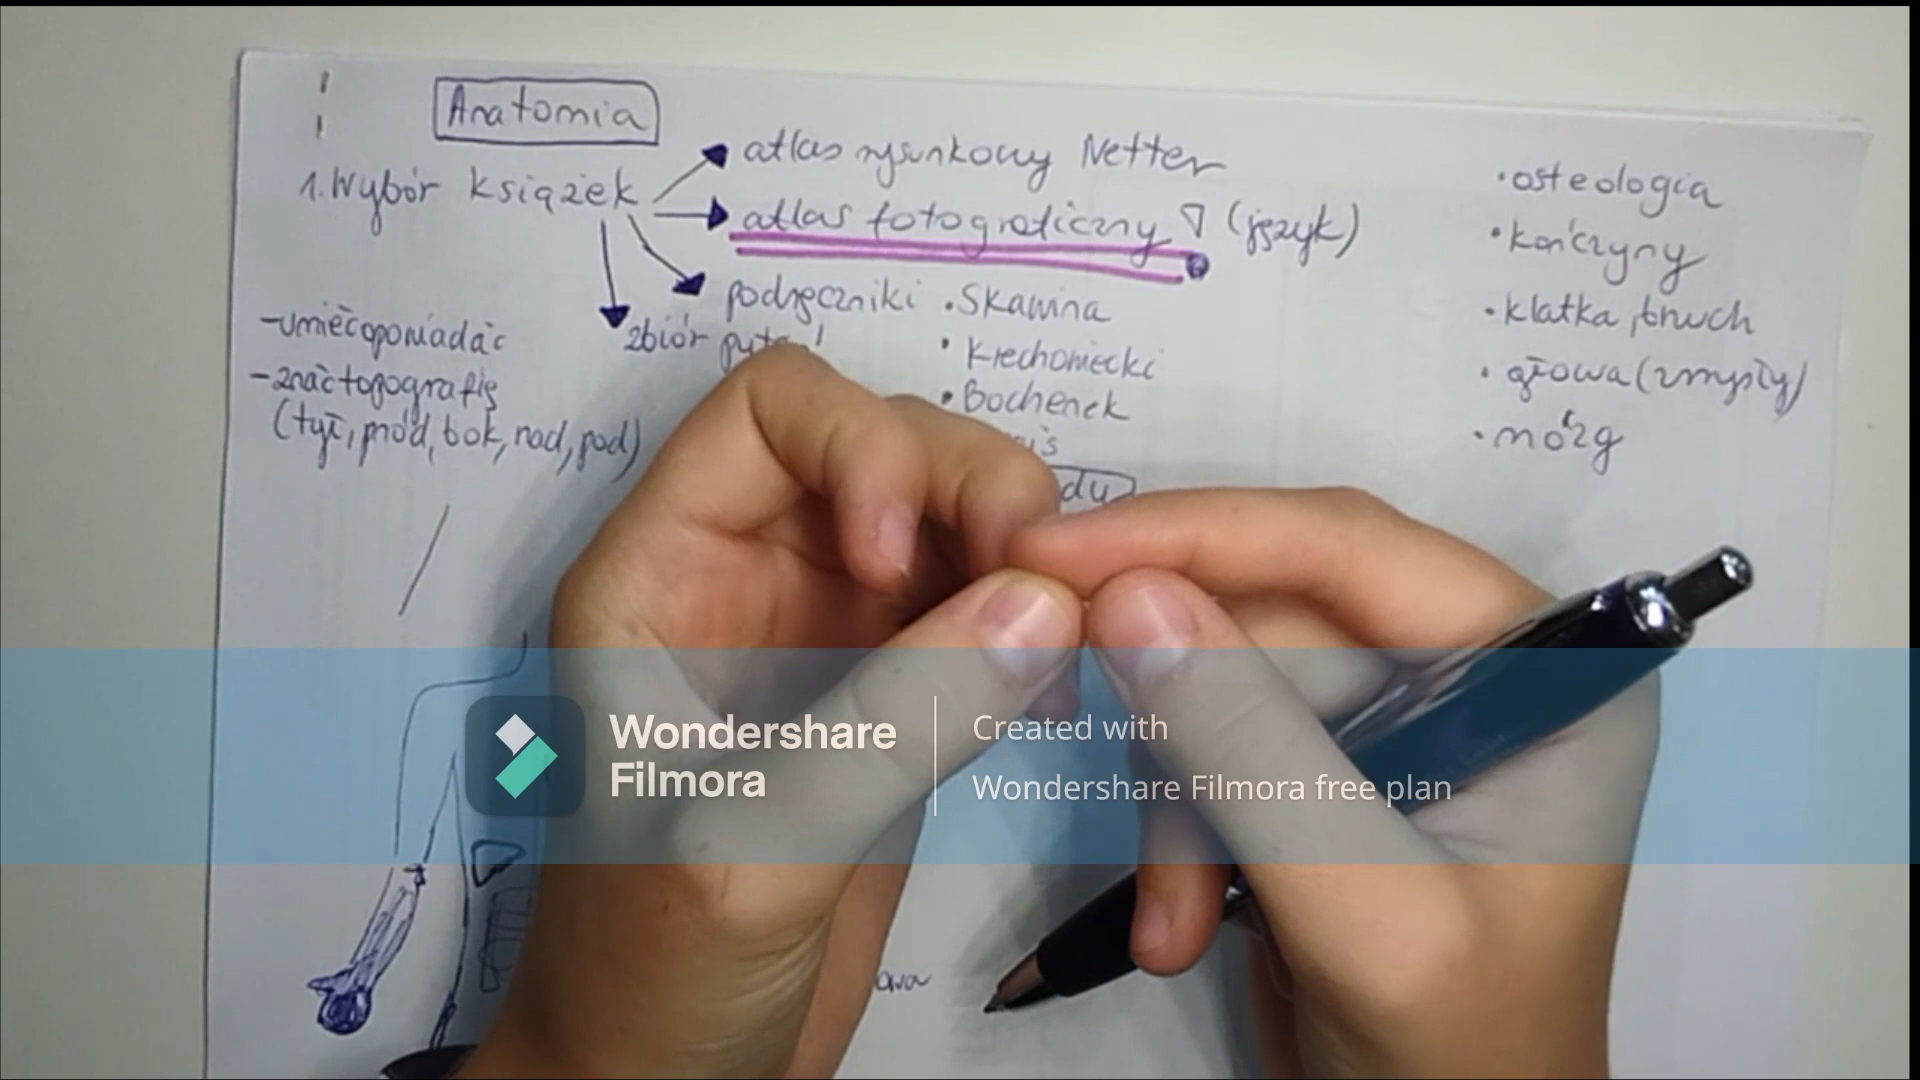 Anatomia
1. Wybór książek
atlas rysunkowy Netter
atlas fotograficzny ∇ (język)
podręczniki
• Skawina
• Krechowiecki
• Bochenek
zbiór pytań
- umieć opowiadać
- znać topografię
(tył, przód, bok, nad, pod)
• osteologia
• kończyny
• klatka, brzuch
• głowa (zmysły)
• mózg
Wondershare
Filmora
Created with
Wondershare Filmora free plan